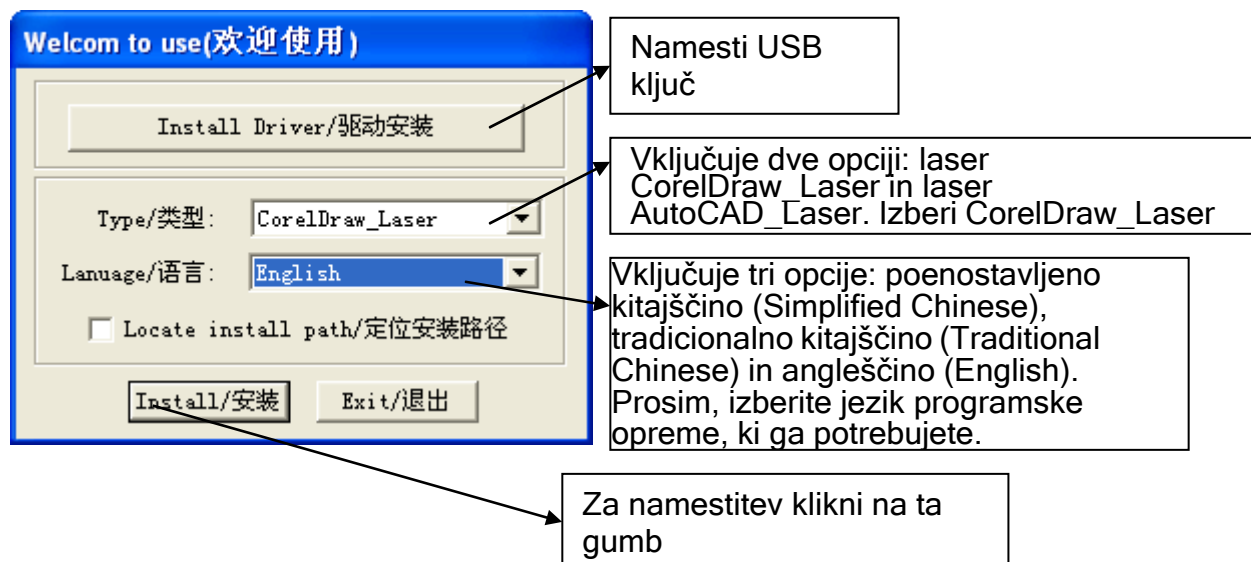 Welcom to use(欢迎使用)
Install Driver/驱动安装
Type/类型:
CorelDraw_Laser
Lanuage/语言:
English
Locate install path/定位安装路径
Install/安装
Exit/退出
Namesti USB
ključ
Vključuje dve opciji: laser
CorelDraw_Laser in laser
AutoCAD_Laser. Izberi CorelDraw_Laser
Vključuje tri opcije: poenostavljeno
kitajščino (Simplified Chinese),
tradicionalno kitajščino (Traditional
Chinese) in angleščino (English).
Prosim, izberite jezik programske
opreme, ki ga potrebujete.
Za namestitev klikni na ta
gumb